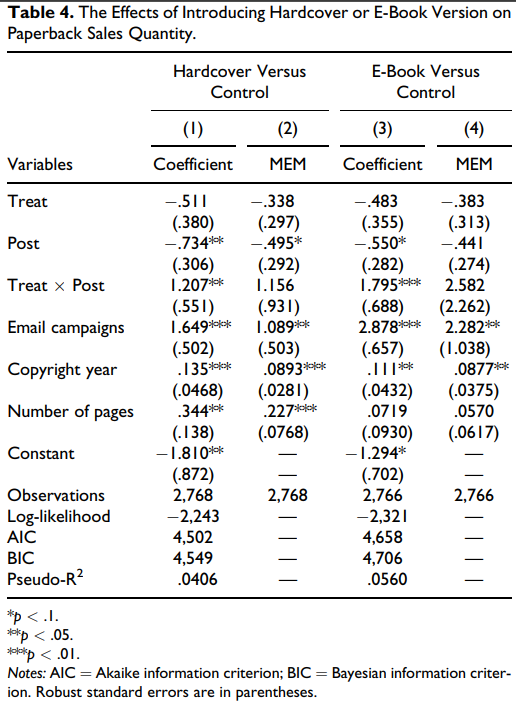 Table 4. The Effects of Introducing Hardcover or E-Book Version on
Paperback Sales Quantity.
Hardcover Versus Control E-Book Versus Control
(1) (2) (3) (4)
Variables Coefficient MEM Coefficient MEM
Treat −.511 −.338 −.483 −.383
(.380) (.297) (.355) (.313)
Post −.734** −.495* −.550* −.441
(.306) (.292) (.282) (.274)
Treat × Post 1.207** 1.156 1.795*** 2.582
(.551) (.931) (.688) (2.262)
Email campaigns 1.649*** 1.089** 2.878*** 2.282**
(.502) (.503) (.657) (1.038)
Copyright year .135*** .0893*** .111** .0877**
(.0468) (.0281) (.0432) (.0375)
Number of pages .344** .227*** .0719 .0570
(.138) (.0768) (.0930) (.0617)
Constant −1.810** — −1.294* —
(.872) — (.702) —
Observations 2,768 2,768 2,766 2,766
Log-likelihood −2,243 — −2,321 —
AIC 4,502 — 4,658 —
BIC 4,549 — 4,706 —
Pseudo-R² .0406 — .0560 —
*p < .1.
**p < .05.
***p < .01.
Notes: AIC = Akaike information criterion; BIC = Bayesian information criter-
ion. Robust standard errors are in parentheses.